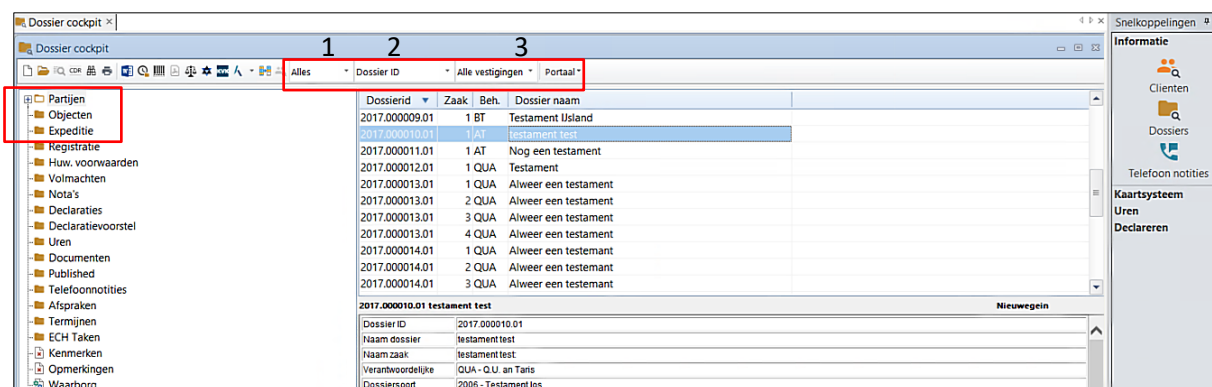 Dossier cockpit
Snelkoppelingen
Dossier cockpit
1 2 3
Informatie
CDR KVK Alles Dossier ID Alle vestigingen Portaal
Clienten
Dossiers
Telefoon notities
Kaartsysteem
Uren
Declareren
Partijen
Objecten
Expeditie
Registratie
Huw. voorwaarden
Volmachten
Nota's
Declaraties
Declaratievoorstel
Uren
Documenten
Published
Telefoonnotities
Afspraken
Termijnen
ECH Taken
Kenmerken
Opmerkingen
Waarborg
Dossierid Zaak Beh. Dossier naam
2017.000009.01 1 BT Testament IJsland
2017.000010.01 1 AT testament test
2017.000011.01 1 AT Nog een testament
2017.000012.01 1 QUA Testament
2017.000013.01 1 QUA Alweer een testament
2017.000013.01 2 QUA Alweer een testament
2017.000013.01 3 QUA Alweer een testament
2017.000013.01 4 QUA Alweer een testament
2017.000014.01 1 QUA Alweer een testemant
2017.000014.01 2 QUA Alweer een testemant
2017.000014.01 3 QUA Alweer een testemant
2017.000010.01 testament test Nieuwegein
Dossier ID 2017.000010.01
Naam dossier testament test
Naam zaak testament test
Verantwoordelijke QUA - Q.U. an Taris
Dossiersoort 2006 - Testament los